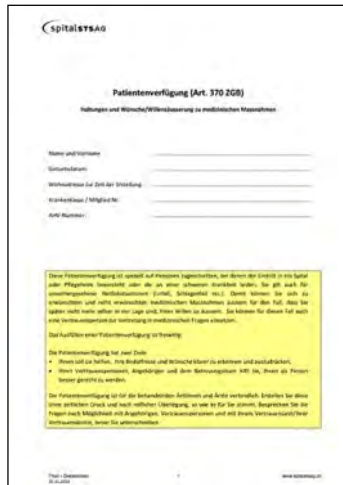 spitalSTSAG
Patientenverfügung (Art. 370 ZGB)
Haltungen und Wünsche/Willensäusserung zu medizinischen Massnahmen
Name und Vorname
Geburtsdatum:
Wohnadresse zur Zeit der Erstellung
Krankenkasse / Mitglied Nr.
AHV-Nummer:
Diese Patientenverfügung ist speziell auf Personen zugeschnitten, bei denen der Eintritt in ein Spital
oder Pflegeheim bevorsteht oder die an einer schweren Krankheit leiden. Sie gilt auch für
unvorhergesehene Notfallsituationen (Unfall, Schlaganfall etc.). Damit können Sie sich zu
erwünschten und nicht erwünschten medizinischen Massnahmen äussern für den Fall, dass Sie
später nicht mehr selber in der Lage sind, Ihren Willen zu äussern. Sie können für diesen Fall auch
eine Vertrauensperson zur Vertretung in medizinischen Fragen einsetzen.
Das Ausfüllen einer Patientenverfügung ist freiwillig.
Die Patientenverfügung hat zwei Ziele:
• Ihnen soll sie helfen, Ihre Bedürfnisse und Wünsche klarer zu erkennen und auszudrücken,
• Ihren Vertrauenspersonen, Angehörigen und dem Behandlungsteam hilft sie, Ihnen als Person
besser gerecht zu werden.
Die Patientenverfügung ist für die behandelnden Ärztinnen und Ärzte verbindlich. Erstellen Sie diese
ohne zeitlichen Druck und nach reiflicher Überlegung, so wie es für Sie stimmt. Besprechen Sie die
Fragen nach Möglichkeit mit Angehörigen, Vertrauenspersonen und mit Ihrem Vertrauensarzt/Ihrer
Vertrauensärztin, bevor Sie unterschreiben.
www.spitalstsag.ch